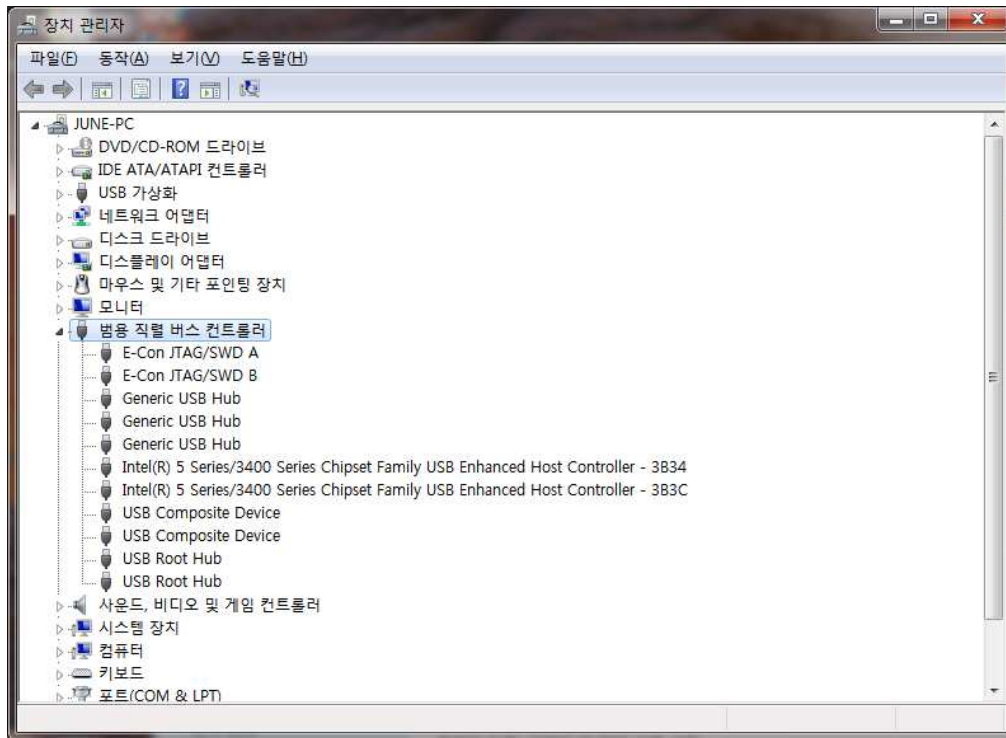 장치 관리자
파일(F) 동작(A) 보기(V) 도움말(H)
JUNE-PC
DVD/CD-ROM 드라이브
IDE ATA/ATAPI 컨트롤러
USB 가상화
네트워크 어댑터
디스크 드라이브
디스플레이 어댑터
마우스 및 기타 포인팅 장치
모니터
범용 직렬 버스 컨트롤러
E-Con JTAG/SWD A
E-Con JTAG/SWD B
Generic USB Hub
Generic USB Hub
Generic USB Hub
Intel(R) 5 Series/3400 Series Chipset Family USB Enhanced Host Controller - 3B34
Intel(R) 5 Series/3400 Series Chipset Family USB Enhanced Host Controller - 3B3C
USB Composite Device
USB Composite Device
USB Root Hub
USB Root Hub
사운드, 비디오 및 게임 컨트롤러
시스템 장치
컴퓨터
키보드
포트(COM & LPT)